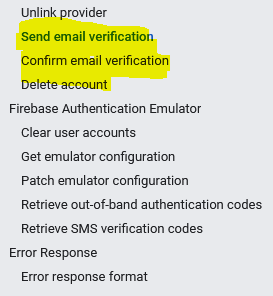 Unlink provider
Send email verification
Confirm email verification
Delete account
Firebase Authentication Emulator
Clear user accounts
Get emulator configuration
Patch emulator configuration
Retrieve out-of-band authentication codes
Retrieve SMS verification codes
Error Response
Error response format